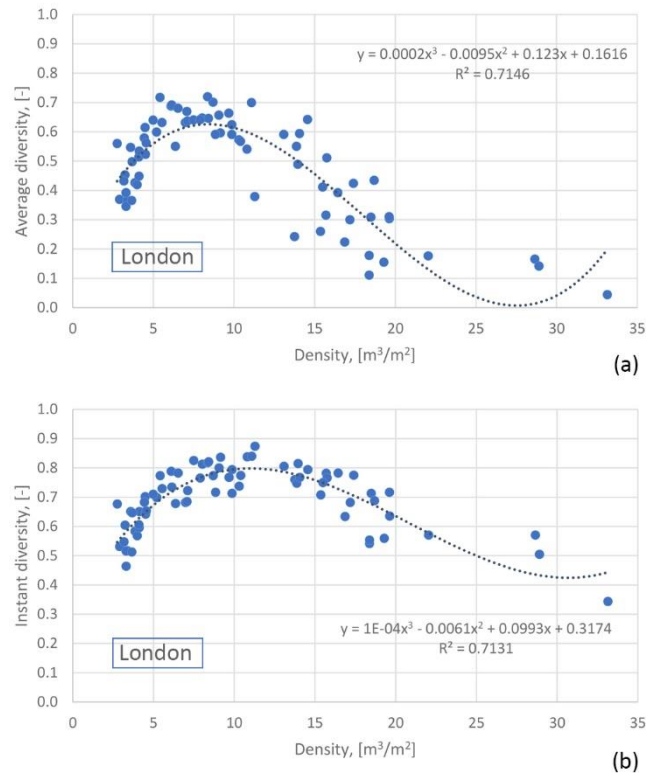 1.0
0.9
y = 0.0002x³ - 0.0095x² + 0.123x + 0.1616
0.8
R² = 0.7146
0.7
0.6
0.5
0.4
0.3
0.2
London
0.1
0.0
Average diversity, [-]
0 5 10 15 20 25 30 35
Density, [m³/m²]
(a)
1.0
0.9
0.8
0.7
0.6
0.5
0.4
0.3
y = 1E-04x³ - 0.0061x² + 0.0993x + 0.3174
0.2
R² = 0.7131
London
0.1
0.0
Instant diversity, [-]
0 5 10 15 20 25 30 35
Density, [m³/m²]
(b)